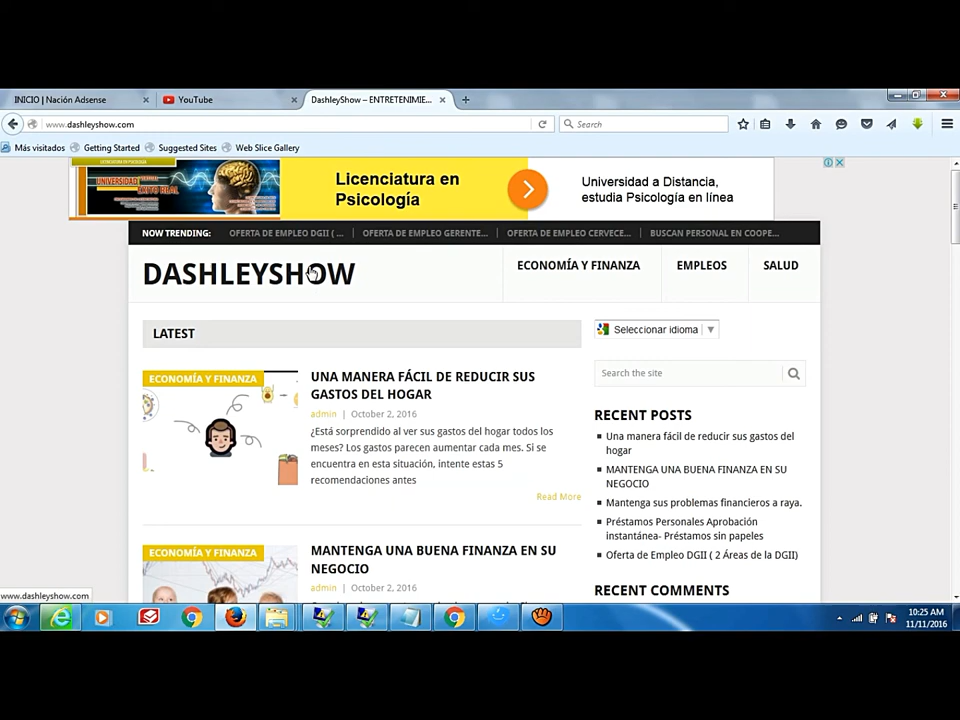 INICIO | Nación Adsense
YouTube
DashleyShow – ENTRETENIMIE...
www.dashleyshow.com
Search
Más visitados
Getting Started
Suggested Sites
Web Slice Gallery
Licenciatura en
Psicología
Universidad a Distancia,
estudia Psicología en línea
NOW TRENDING:
OFERTA DE EMPLEO DGII ( ...
OFERTA DE EMPLEO GERENTE...
OFERTA DE EMPLEO CERVECE...
BUSCAN PERSONAL EN COOPE...
DASHLEYSHOW
ECONOMÍA Y FINANZA
EMPLEOS
SALUD
LATEST
Seleccionar idioma
ECONOMÍA Y FINANZA
UNA MANERA FÁCIL DE REDUCIR SUS
GASTOS DEL HOGAR
admin | October 2, 2016
¿Está sorprendido al ver sus gastos del hogar todos los
meses? Los gastos parecen aumentar cada mes. Si se
encuentra en esta situación, intente estas 5
recomendaciones antes
Read More
ECONOMÍA Y FINANZA
MANTENGA UNA BUENA FINANZA EN SU
NEGOCIO
admin | October 2, 2016
Search the site
RECENT POSTS
Una manera fácil de reducir sus gastos del
hogar
MANTENGA UNA BUENA FINANZA EN SU
NEGOCIO
Mantenga sus problemas financieros a raya.
Préstamos Personales Aprobación
instantánea- Préstamos sin papeles
Oferta de Empleo DGII ( 2 Áreas de la DGII)
RECENT COMMENTS
www.dashleyshow.com
10:25 AM
11/11/2016